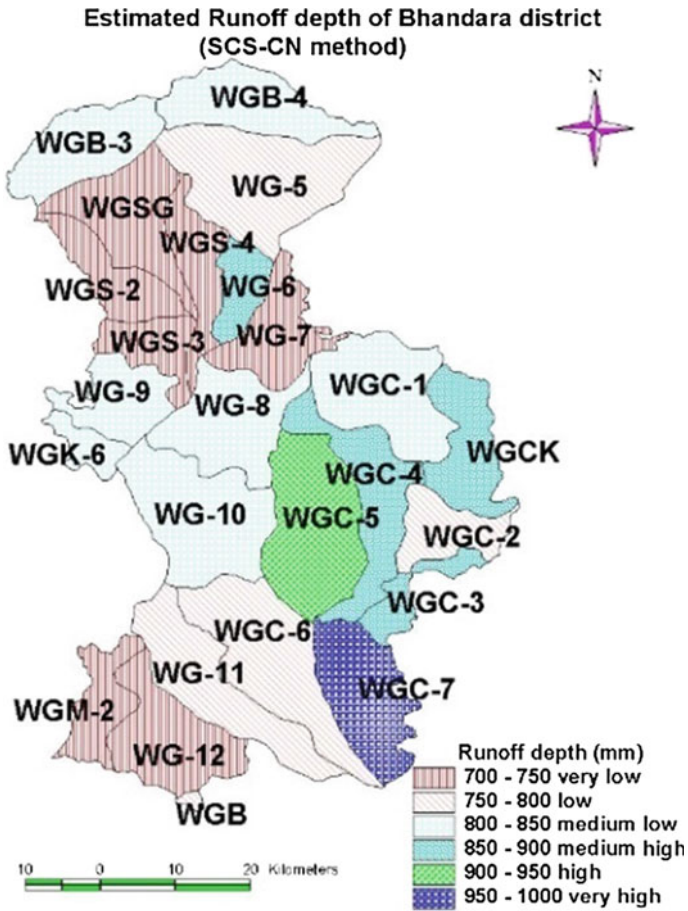 Estimated Runoff depth of Bhandara district
(SCS-CN method)
N
WGB-4
WGB-3
WG-5
WGSG
WGS-4
WGS-2
WG-6
WGS-3
WG-7
WG-9
WG-8
WGC-1
WGK-6
WGCK
WGC-4
WG-10
WGC-5
WGC-2
WGC-3
WGC-6
WG-11
WGC-7
WGM-2
WG-12
WGB
Runoff depth (mm)
700 - 750 very low
750 - 800 low
800 - 850 medium low
850 - 900 medium high
900 - 950 high
950 - 1000 very high
10 0 10 20 Kilometers